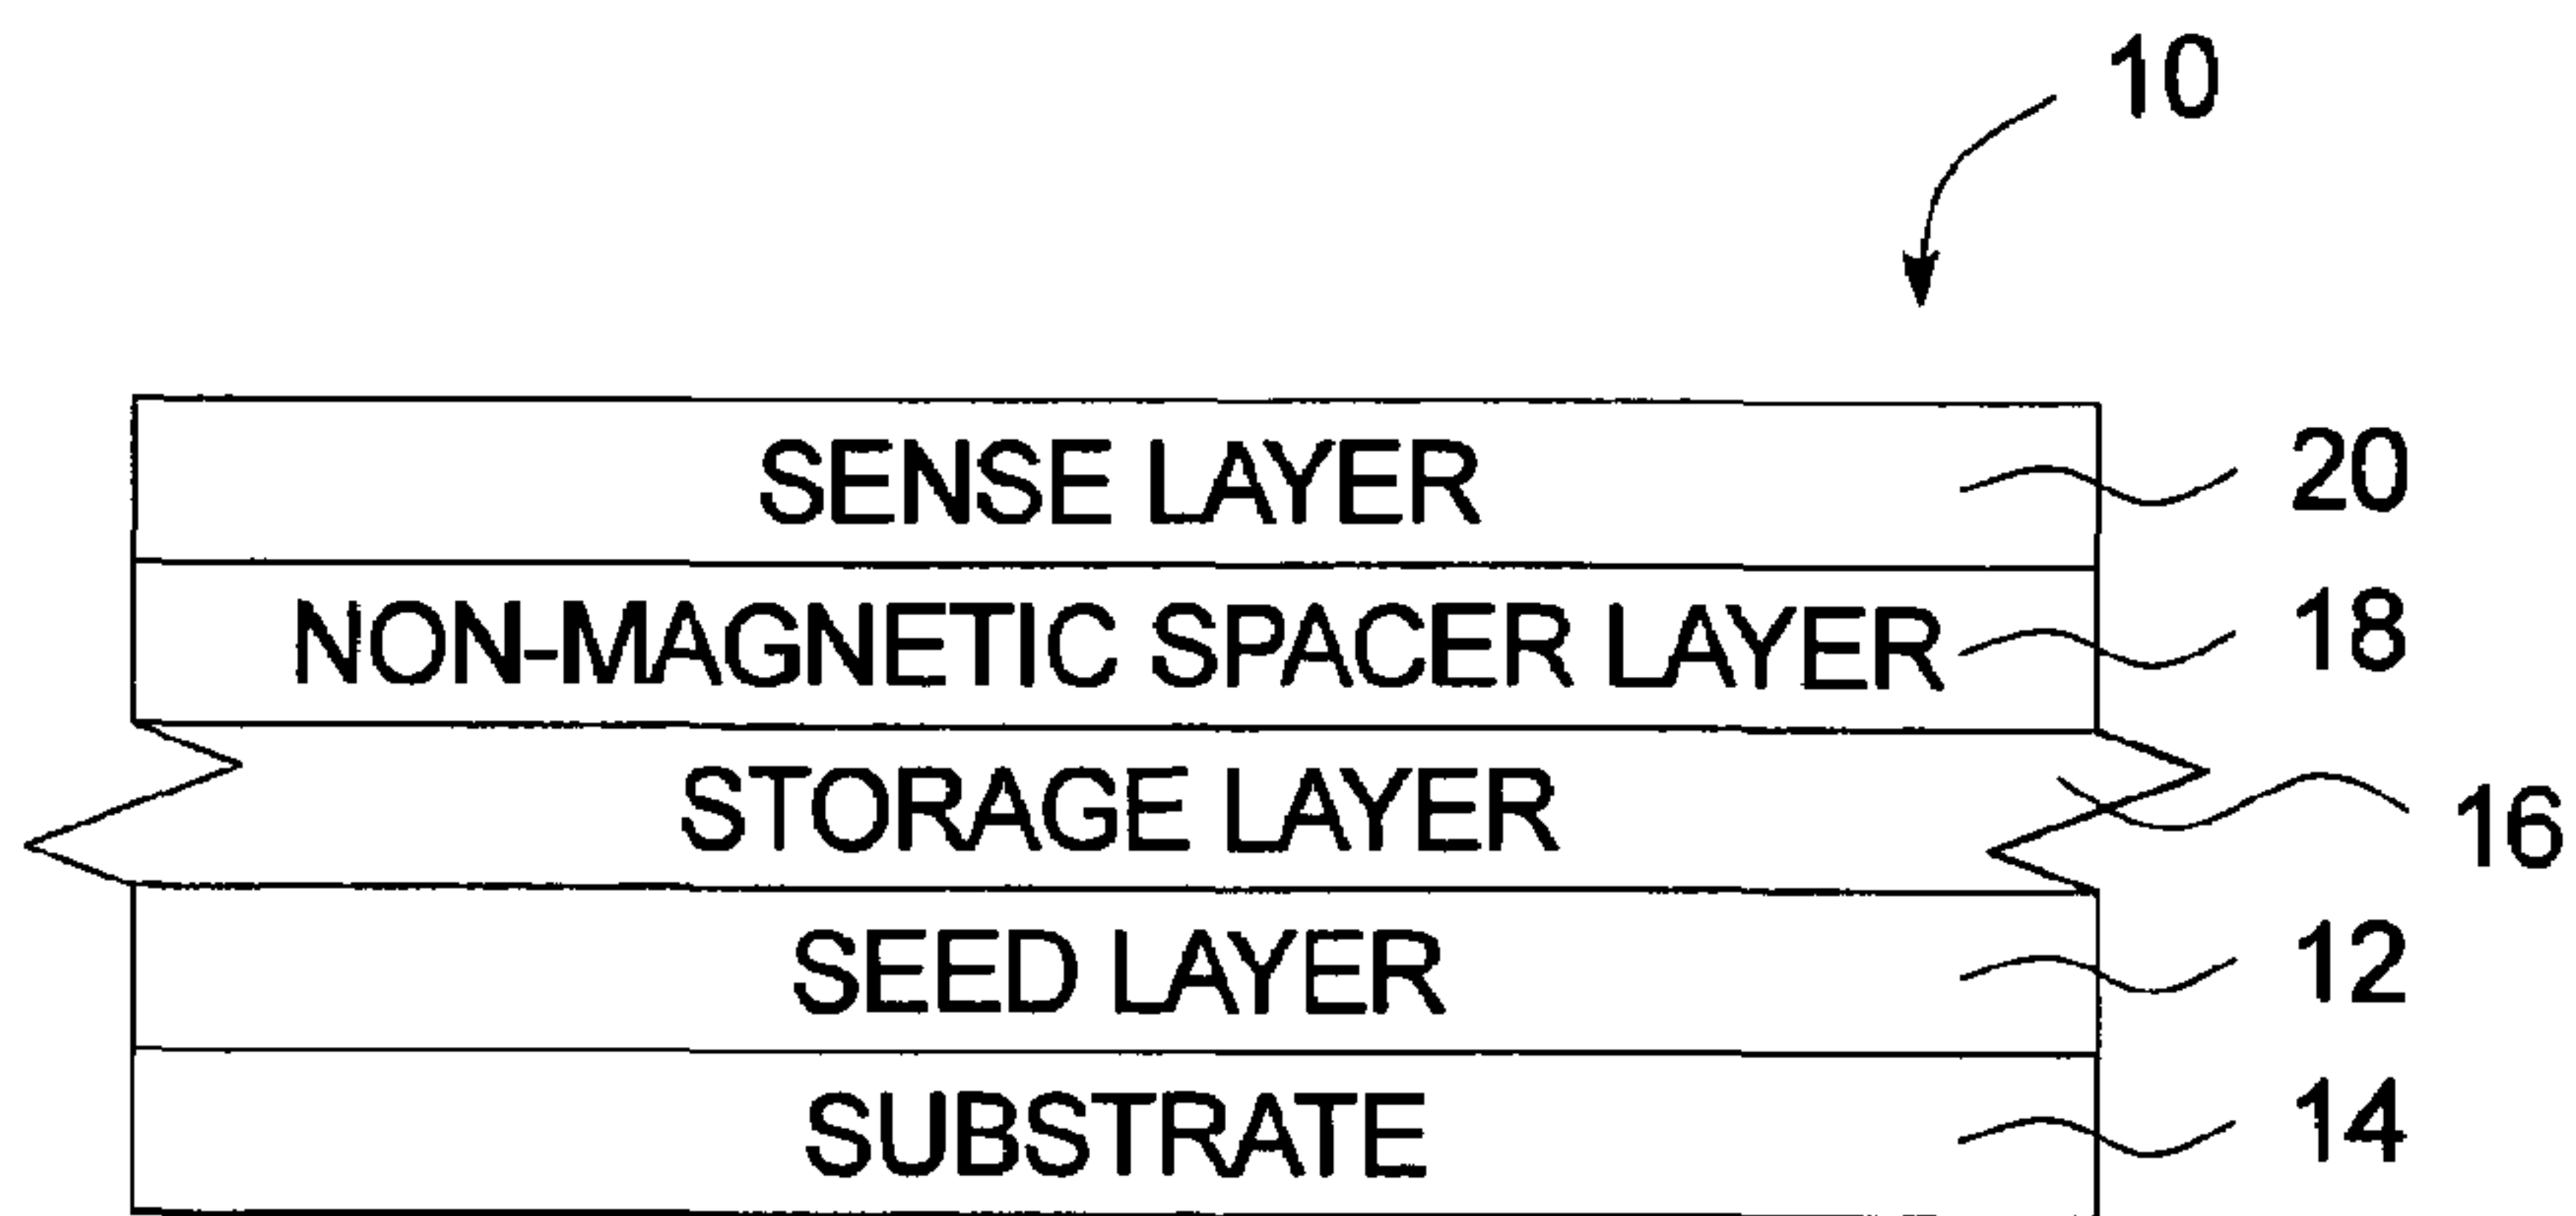 10
SENSE LAYER 20
NON-MAGNETIC SPACER LAYER 18
STORAGE LAYER 16
SEED LAYER 12
SUBSTRATE 14